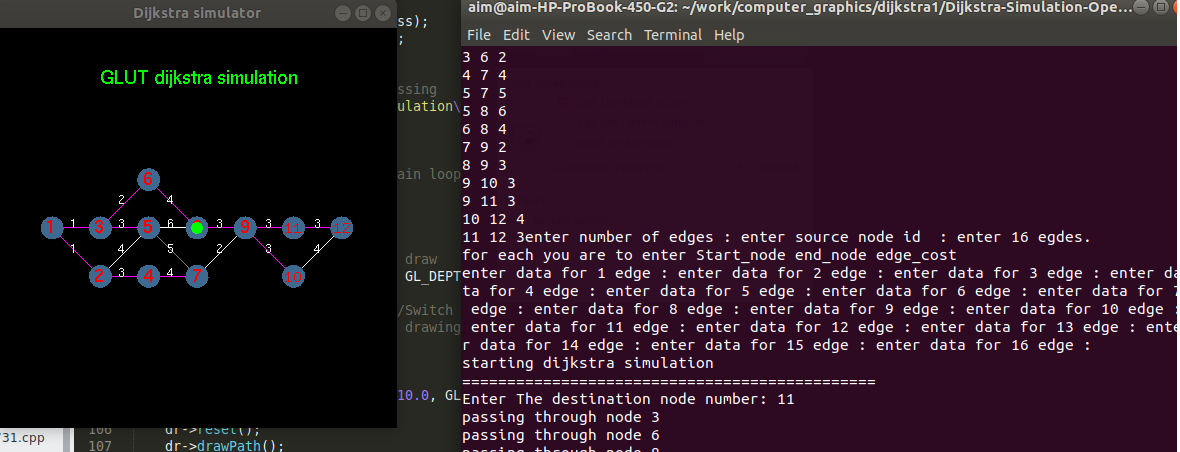 Dijkstra simulator
GLUT dijkstra simulation
6
2
4
1
1
3
3
5
6
9
3
11
3
12
1
4
3
2
3
2
3
4
4
5
7
2
3
10
ss);
;
ssing
ulation\
ain loop
draw
GL_DEPT
/Switch
drawing
10.0, GL
106 dr->reset();
107 dr->drawPath();
/31.cpp
aim@aim-HP-ProBook-450-G2: ~/work/computer_graphics/dijkstra1/Dijkstra-Simulation-Ope...
File Edit View Search Terminal Help
3 6 2
4 7 4
5 7 5
5 8 6
6 8 4
7 9 2
8 9 3
9 10 3
9 11 3
10 12 4
11 12 3enter number of edges : enter source node id  : enter 16 egdes.
for each you are to enter Start_node end_node edge_cost
enter data for 1 edge : enter data for 2 edge : enter data for 3 edge : enter da
ta for 4 edge : enter data for 5 edge : enter data for 6 edge : enter data for 7
 edge : enter data for 8 edge : enter data for 9 edge : enter data for 10 edge :
 enter data for 11 edge : enter data for 12 edge : enter data for 13 edge : ente
r data for 14 edge : enter data for 15 edge : enter data for 16 edge :
starting dijkstra simulation
==============================================
Enter The destination node number: 11
passing through node 3
passing through node 6
passing through node 8